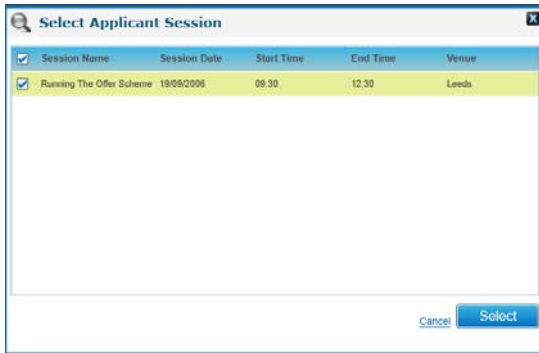 Select Applicant Session
X
Session Name Session Date Start Time End Time Venue
Running The Offer Scheme 19/09/2006 09.30 12.30 Leeds
Cancel Select